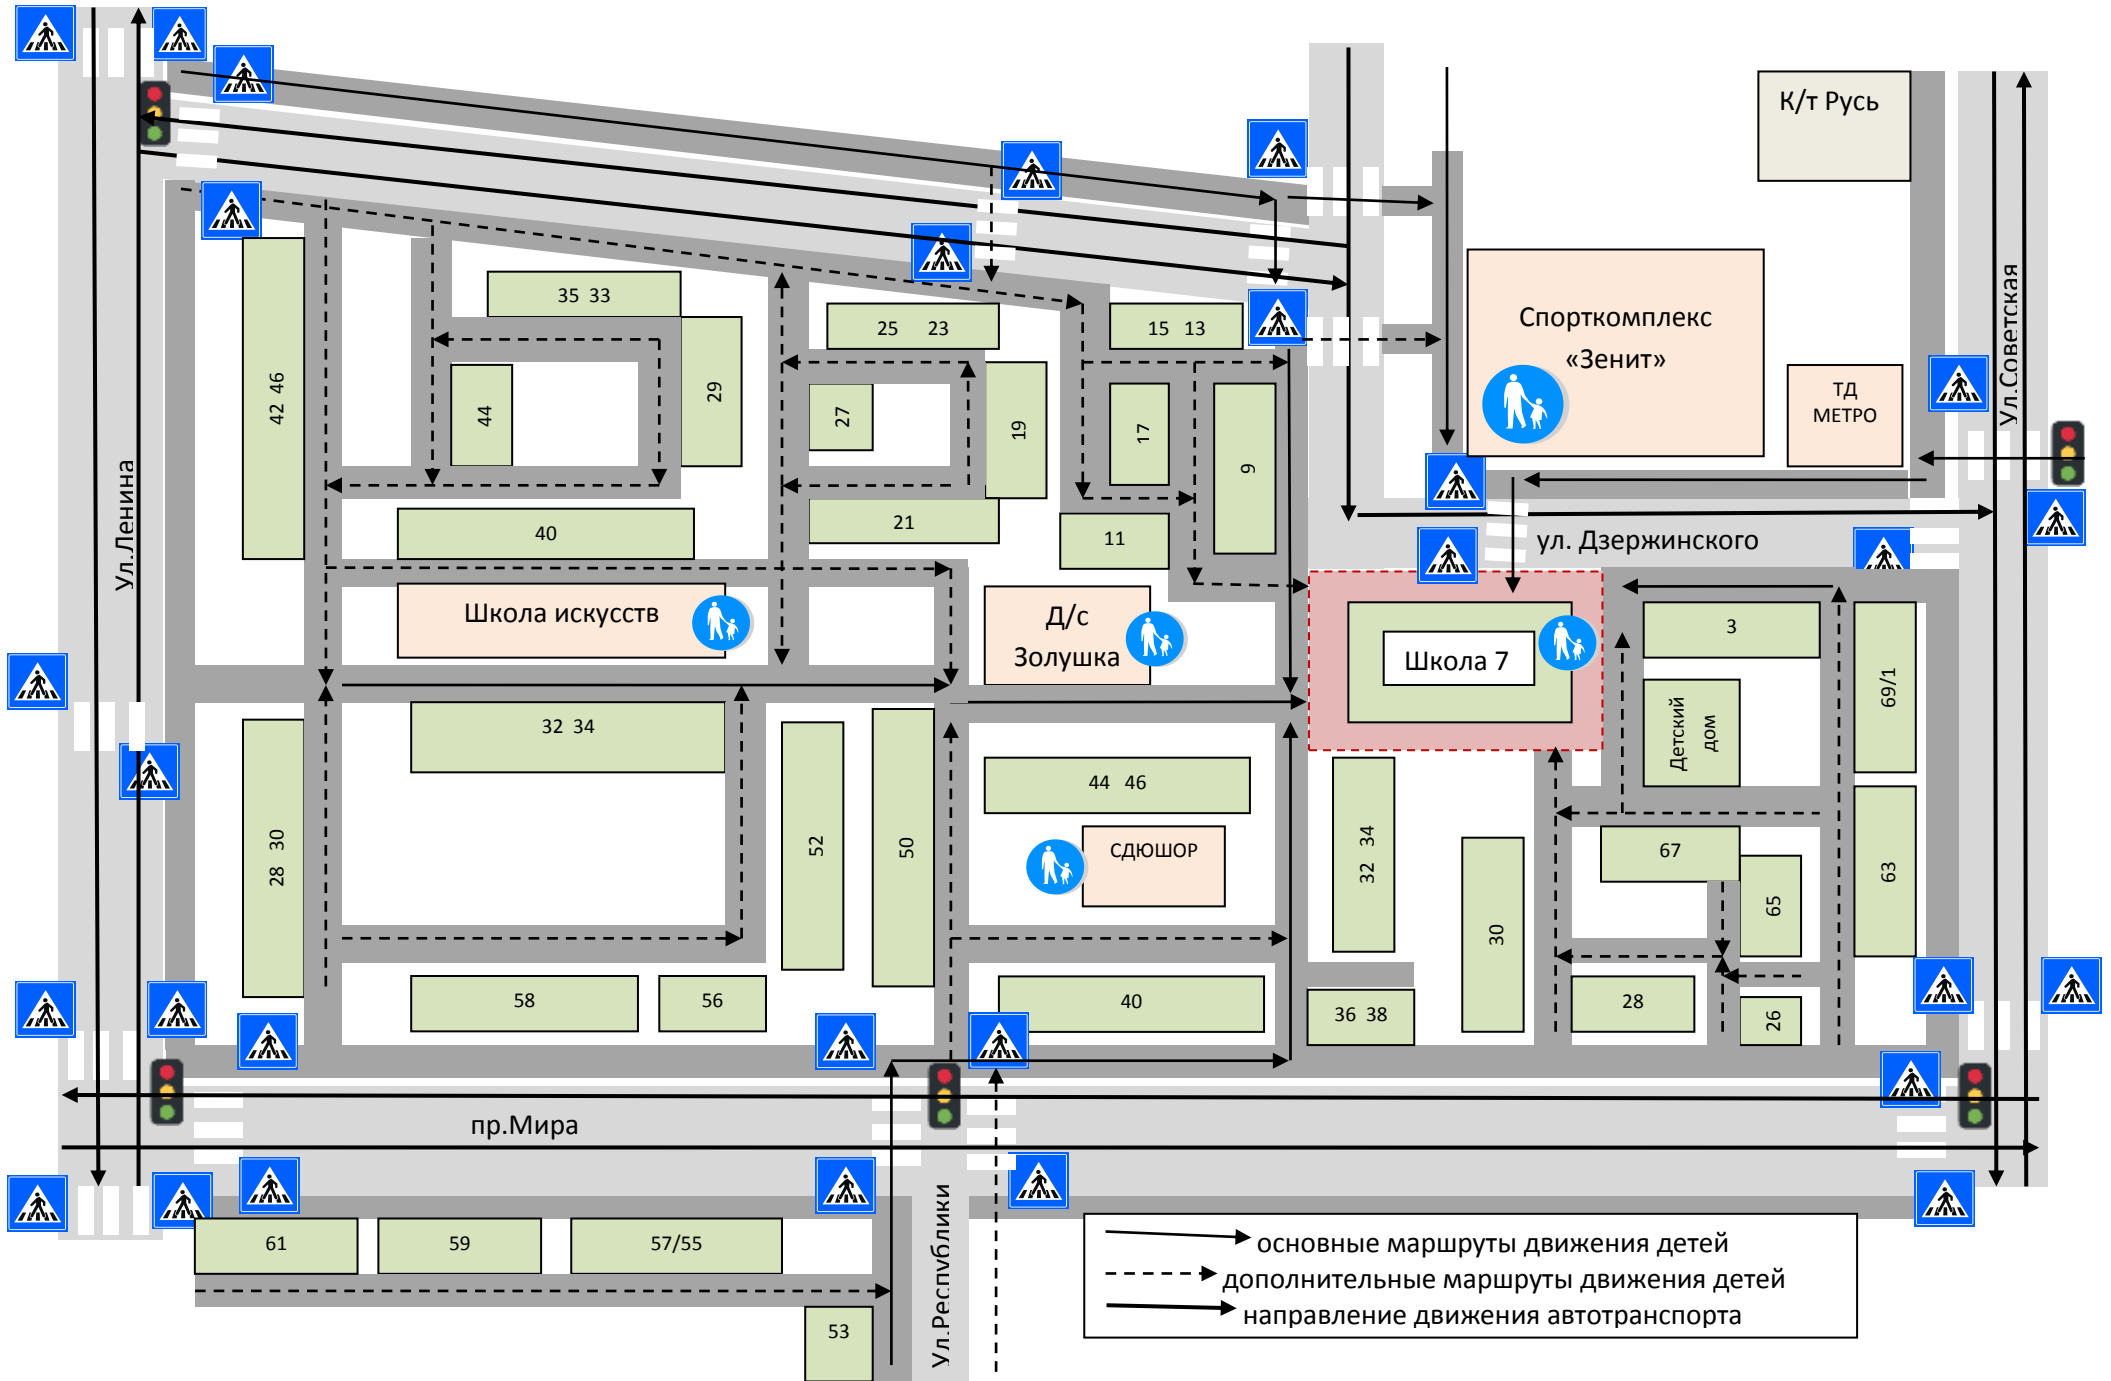 К/т Русь
Ул.Советская
Спорткомплекс
«Зенит»
ТД
МЕТРО
35 33
25 23
15 13
42 46
44
29
27
19
17
9
Ул.Ленина
40
21
11
ул. Дзержинского
Школа искусств
Д/с
Золушка
Школа 7
3
69/1
Детский
дом
32 34
52
50
44 46
СДЮШОР
32 34
30
67
65
63
28 30
58
56
40
36 38
28
26
пр.Мира
61
59
57/55
53
Ул.Республики
основные маршруты движения детей
дополнительные маршруты движения детей
направление движения автотранспорта